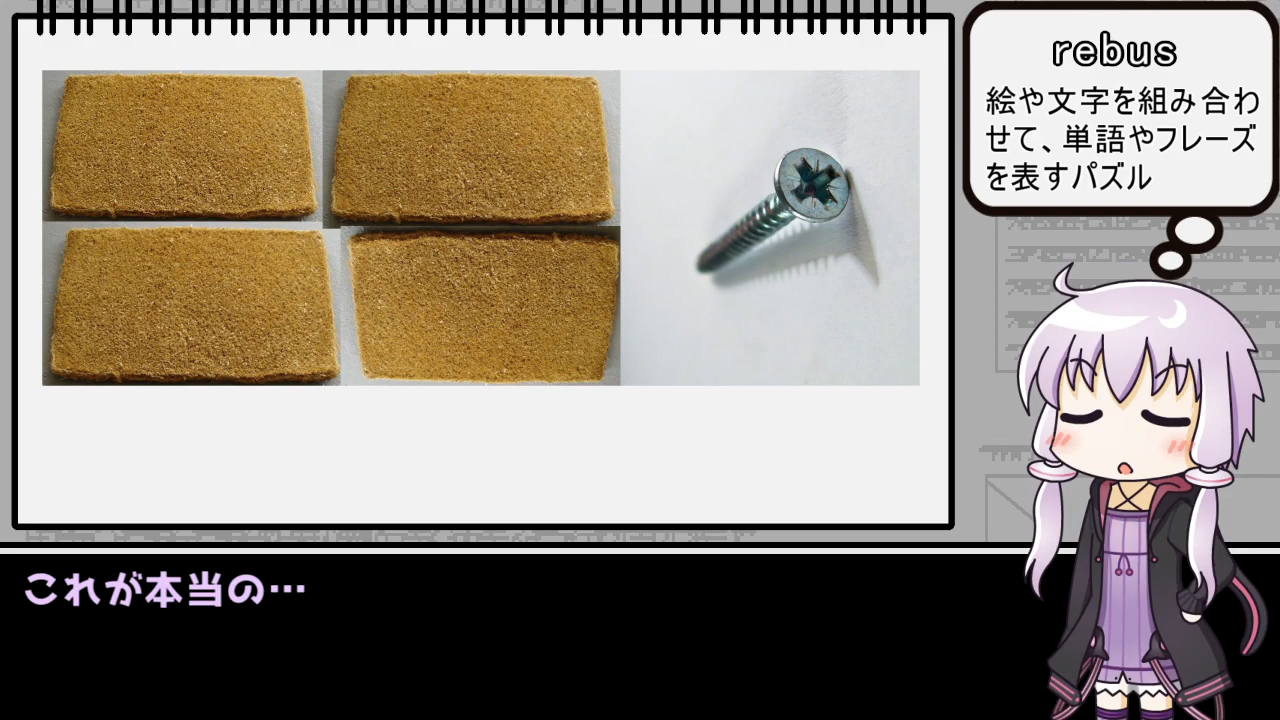 rebus
絵や文字を組み合わ
せて、単語やフレーズ
を表すパズル
これが本当の…